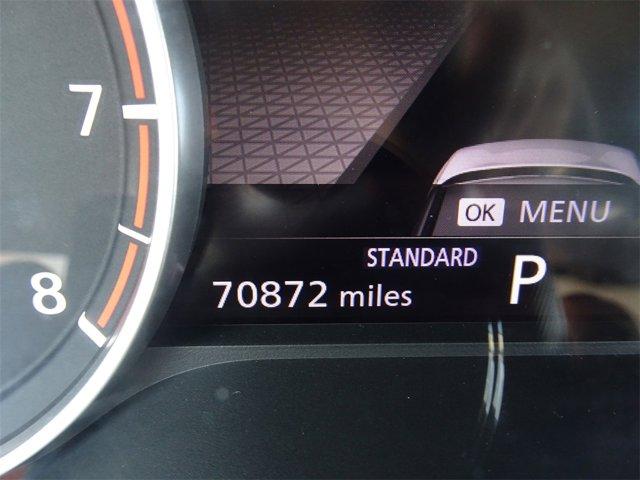 7
OK MENU
STANDARD
70872 miles P
8